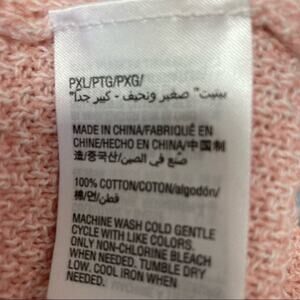 PXL/PTG/PXG/
بيتيت" صغير ونحيف - كبير جداً"
MADE IN CHINA/FABRIQUÉ EN
CHINE/HECHO EN CHINA/中国制
造/중국산/صنع في الصين
100% COTTON/COTON/algodón/
棉/면/قطن
MACHINE WASH COLD GENTLE
CYCLE WITH LIKE COLORS.
ONLY NON-CHLORINE BLEACH
WHEN NEEDED. TUMBLE DRY
LOW. COOL IRON WHEN
NEEDED.